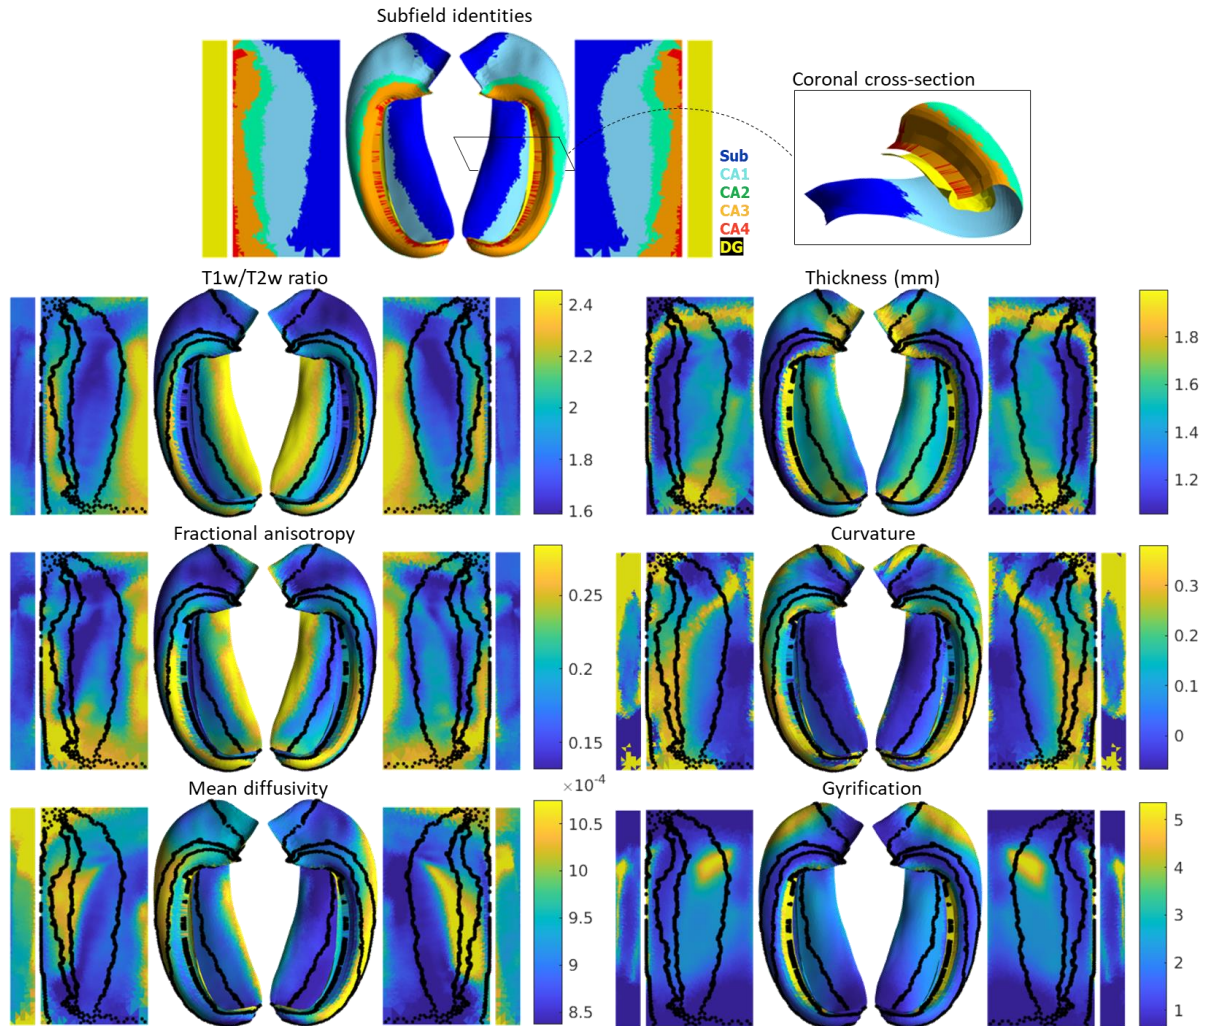 Subfield identities
Coronal cross-section
Sub
CA1
CA2
CA3
CA4
DG
T1w/T2w ratio
2.4
2.2
2
1.8
1.6
Thickness (mm)
1.8
1.6
1.4
1.2
Fractional anisotropy
0.25
0.2
0.15
Curvature
0.3
0.2
0.1
0
Mean diffusivity
×10⁻⁴
10.5
10
9.5
9
8.5
Gyrification
5
4
3
2
1